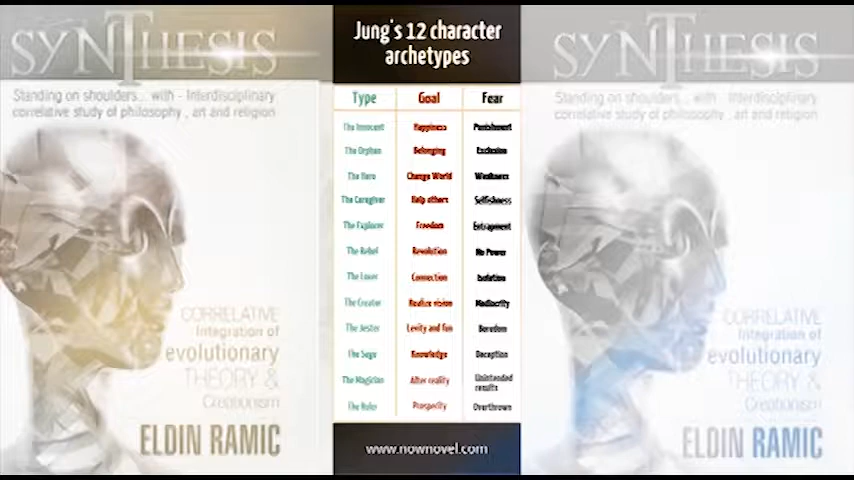 SYNTHESIS
Standing on shoulders... with - Interdisciplinary
correlative study of philosophy , art and religion
CORRELATIVE
Integration of
evolutionary
THEORY &
Creationism
ELDIN RAMIC
Jung's 12 character
archetypes
Type Goal Fear
The Innocent Happiness Punishment
The Orphan Belonging Exclusion
The Hero Change World Weakness
The Caregiver Help others Selfishness
The Explorer Freedom Entrapment
The Rebel Revolution No Power
The Lover Connection Isolation
The Creator Realize vision Mediocrity
The Jester Levity and fun Boredom
The Sage Knowledge Deception
The Magician Alter reality Unintended
results
The Ruler Prosperity Overthrown
www.nownovel.com
SYNTHESIS
Standing on shoulders... with - Interdisciplinary
correlative study of philosophy , art and religion
CORRELATIVE
Integration of
evolutionary
THEORY &
Creationism
ELDIN RAMIC